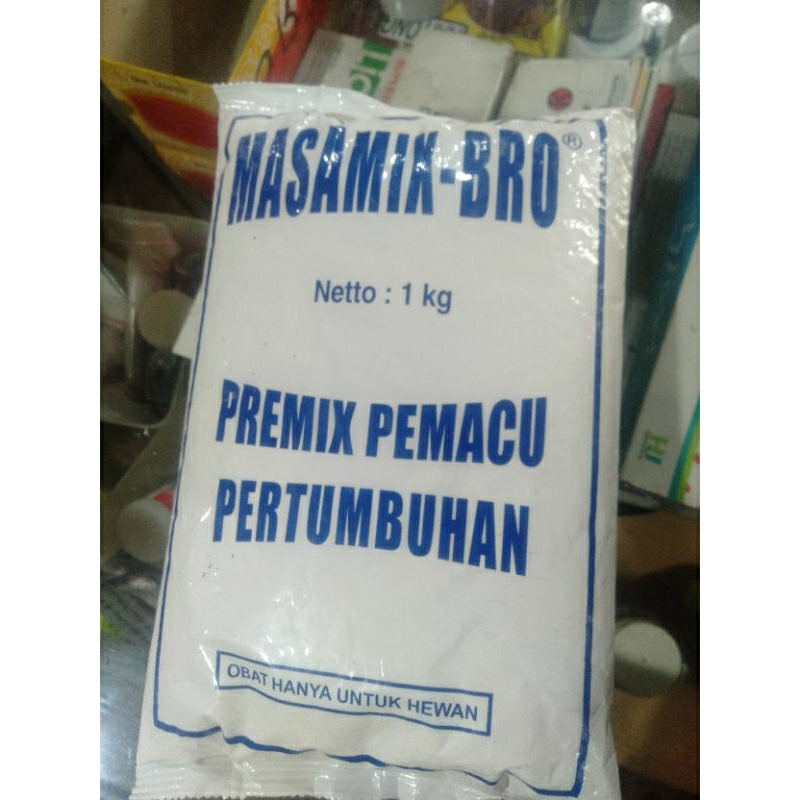 MASAMIX-BRO®
Netto : 1 kg
PREMIX PEMACU
PERTUMBUHAN
OBAT HANYA UNTUK HEWAN